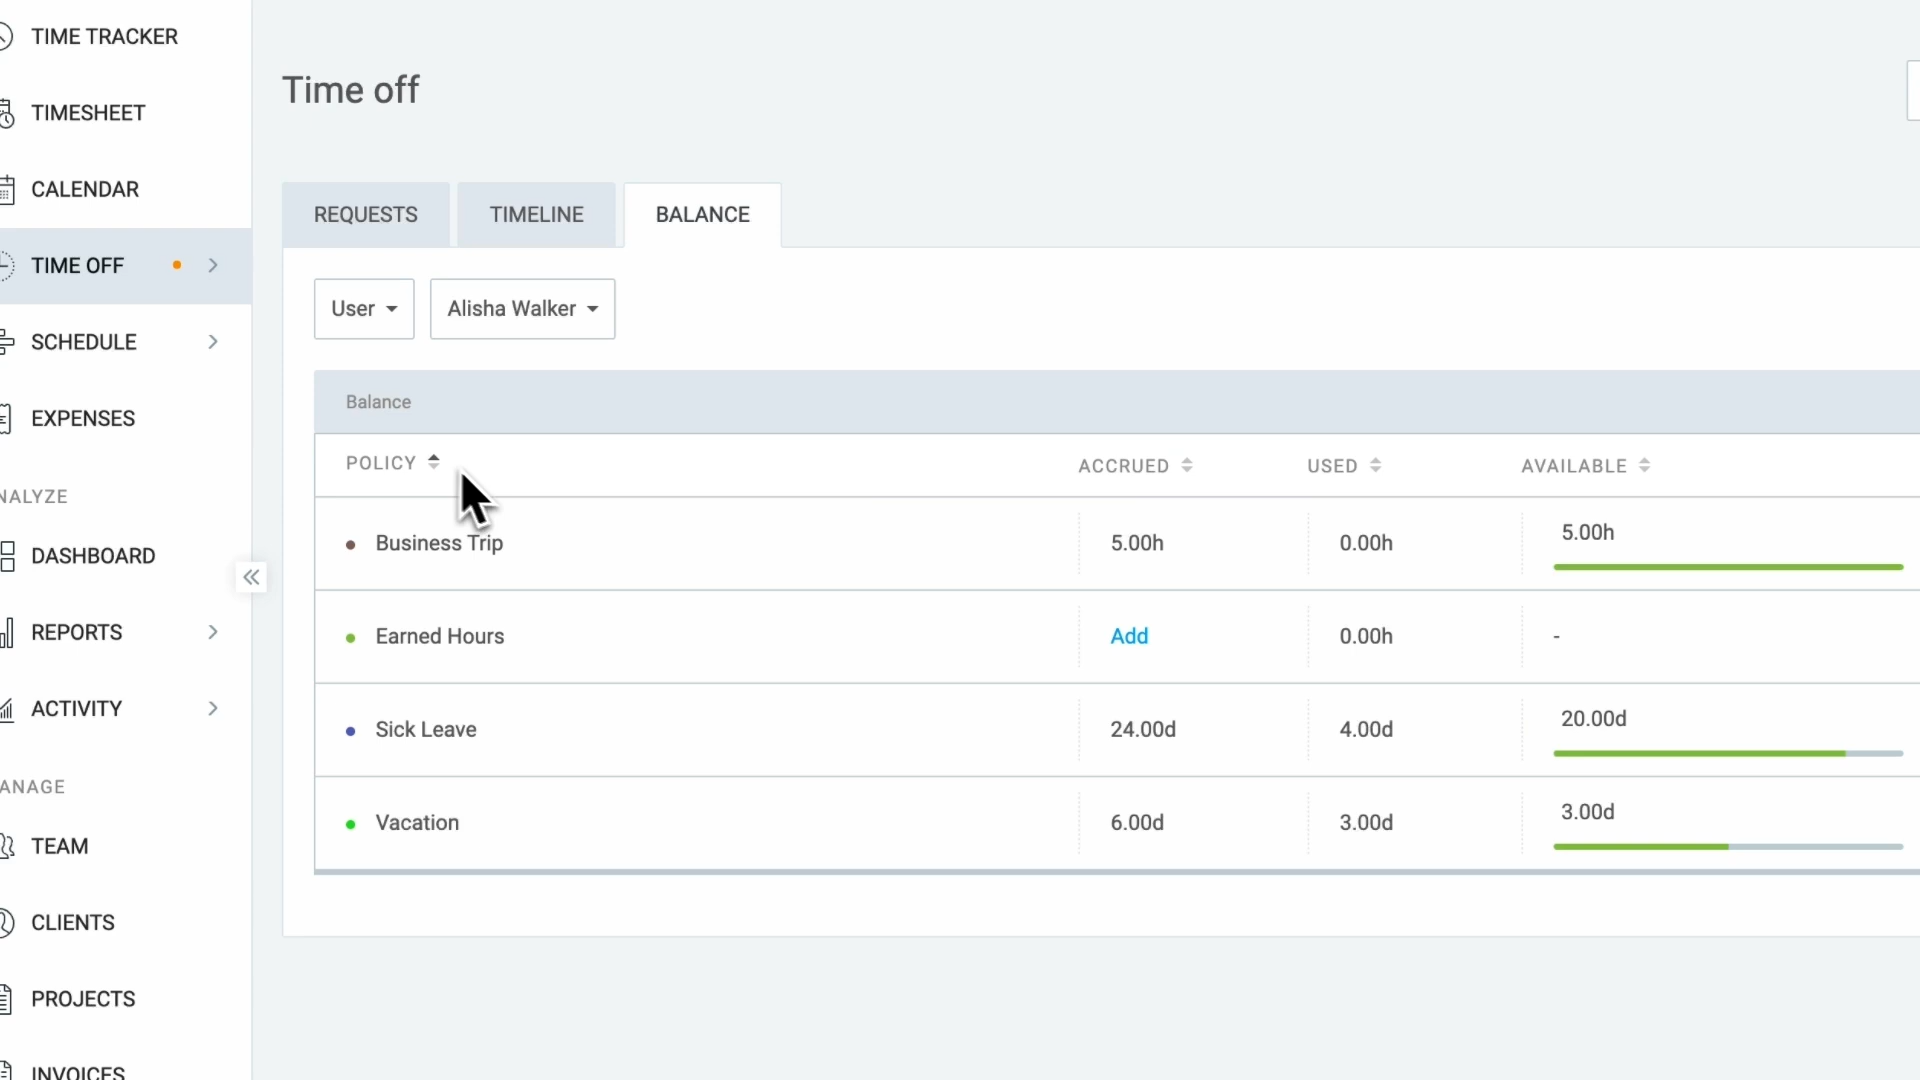 TIME TRACKER
TIMESHEET
CALENDAR
TIME OFF
SCHEDULE
EXPENSES
NALYZE
DASHBOARD
REPORTS
ACTIVITY
ANAGE
TEAM
CLIENTS
PROJECTS
INVOICES
Time off
REQUESTS TIMELINE BALANCE
User Alisha Walker
Balance
POLICY ACCRUED USED AVAILABLE
Business Trip 5.00h 0.00h 5.00h
Earned Hours Add 0.00h -
Sick Leave 24.00d 4.00d 20.00d
Vacation 6.00d 3.00d 3.00d